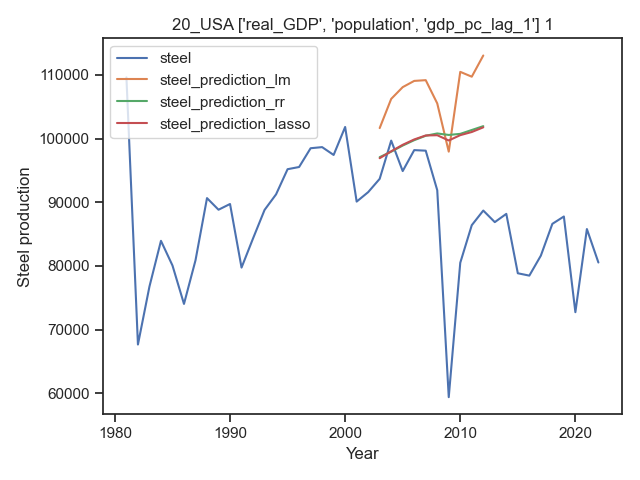 20_USA ['real_GDP', 'population', 'gdp_pc_lag_1'] 1
steel
steel_prediction_lm
steel_prediction_rr
steel_prediction_lasso
110000
100000
90000
80000
70000
60000
Steel production
1980
1990
2000
2010
2020
Year